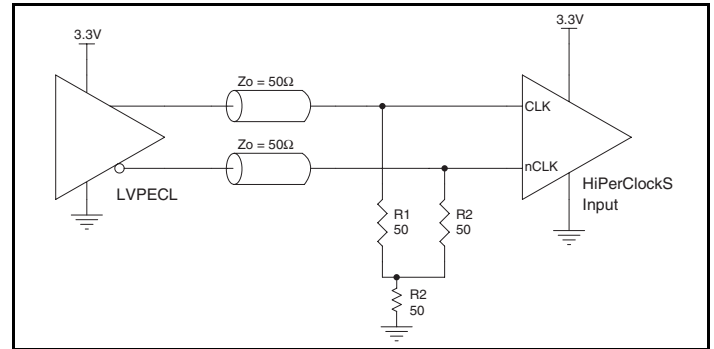 3.3V
3.3V
Zo = 50Ω
CLK
Zo = 50Ω
nCLK
LVPECL
HiPerClockS
Input
R1
50
R2
50
R2
50